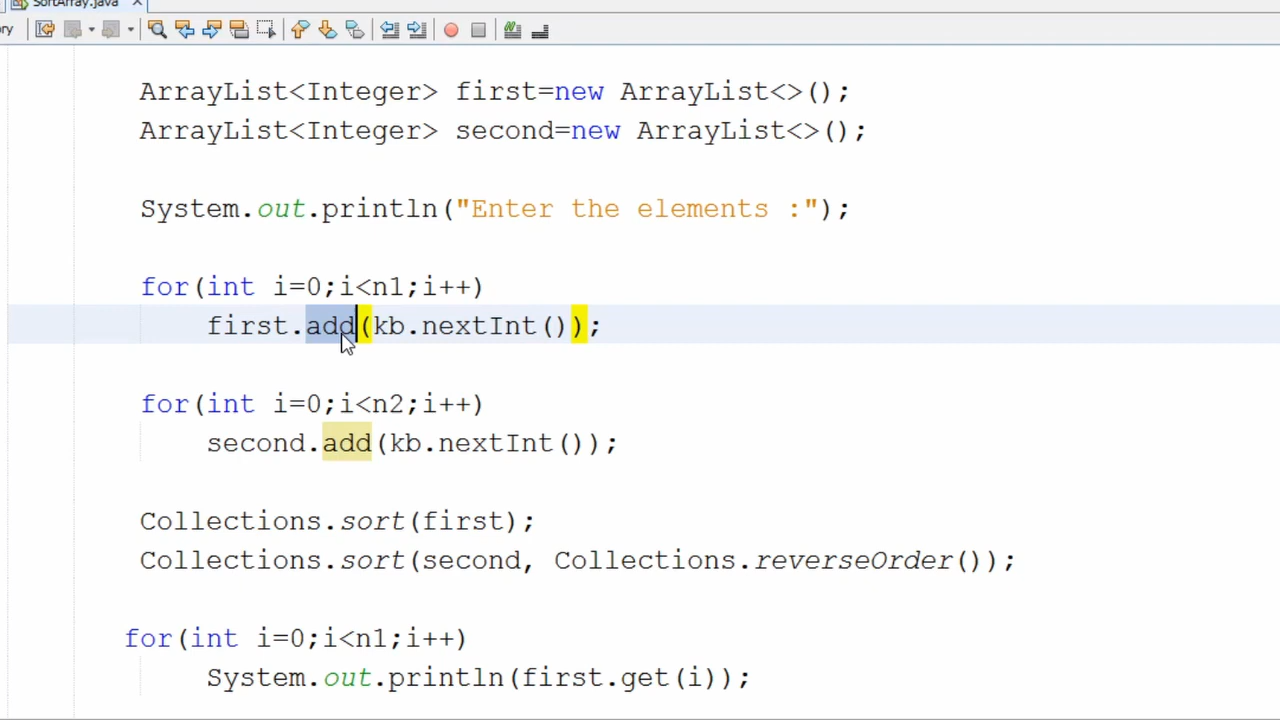 SortArray.java
ry
ArrayList<Integer> first=new ArrayList<>();
ArrayList<Integer> second=new ArrayList<>();
System.out.println("Enter the elements :");
for(int i=0;i<n1;i++)
first.add(kb.nextInt());
for(int i=0;i<n2;i++)
second.add(kb.nextInt());
Collections.sort(first);
Collections.sort(second, Collections.reverseOrder());
for(int i=0;i<n1;i++)
System.out.println(first.get(i));